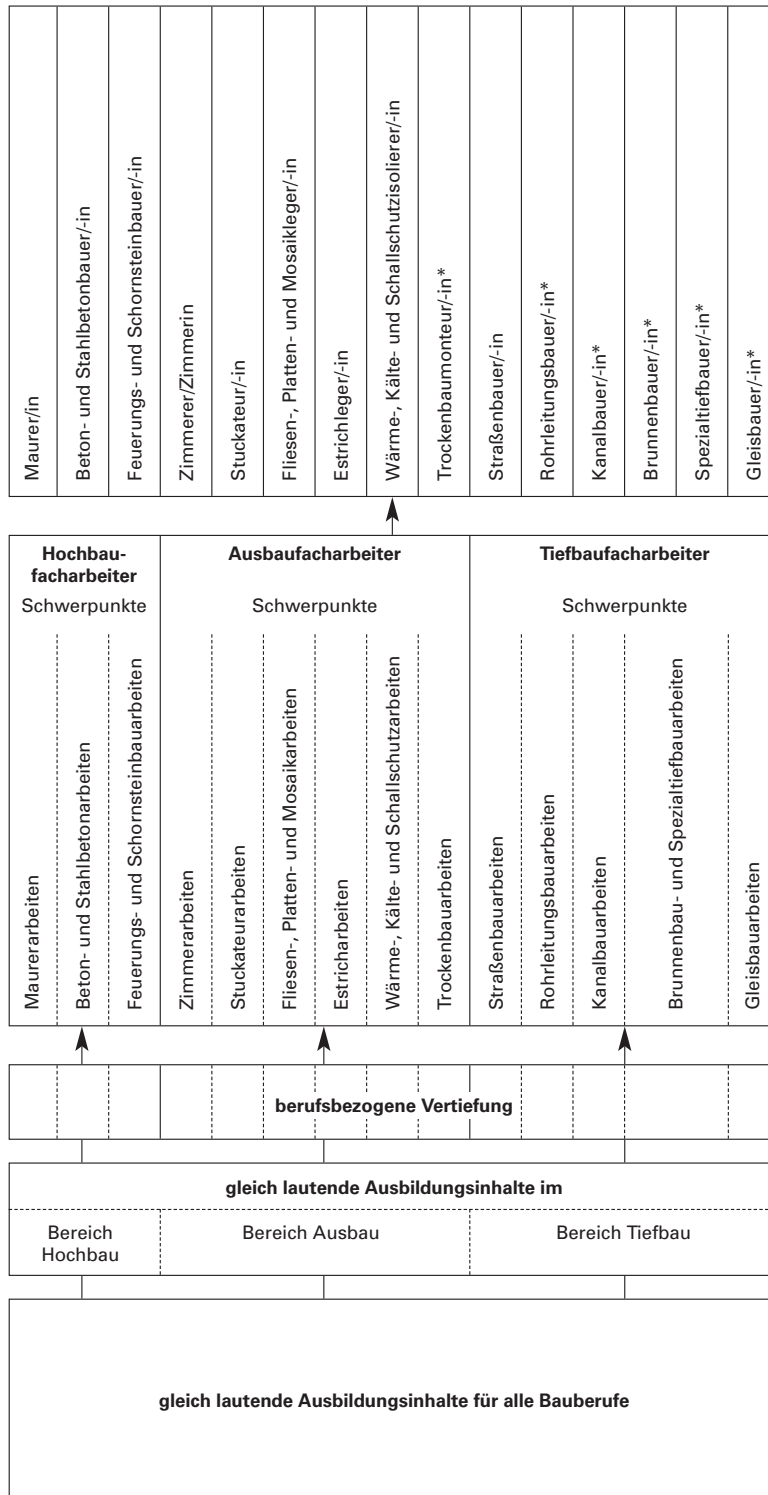 Maurer/in
Beton- und Stahlbetonbauer/-in
Feuerungs- und Schornsteinbauer/-in
Zimmerer/Zimmerin
Stuckateur/-in
Fliesen-, Platten- und Mosaikleger/-in
Estrichleger/-in
Wärme-, Kälte- und Schallschutzisolierer/-in
Trockenbaumonteur/-in*
Straßenbauer/-in
Rohrleitungsbauer/-in*
Kanalbauer/-in*
Brunnenbauer/-in*
Spezialtiefbauer/-in*
Gleisbauer/-in*
Hochbau-
facharbeiter
Schwerpunkte
Ausbaufacharbeiter
Schwerpunkte
Tiefbaufacharbeiter
Schwerpunkte
Maurerarbeiten
Beton- und Stahlbetonarbeiten
Feuerungs- und Schornsteinbauarbeiten
Zimmerarbeiten
Stuckateurarbeiten
Fliesen-, Platten- und Mosaikarbeiten
Estricharbeiten
Wärme-, Kälte- und Schallschutzarbeiten
Trockenbauarbeiten
Straßenbauarbeiten
Rohrleitungsbauarbeiten
Kanalbauarbeiten
Brunnenbau- und Spezialtiefbauarbeiten
Gleisbauarbeiten
berufsbezogene Vertiefung
gleich lautende Ausbildungsinhalte im
Bereich
Hochbau
Bereich Ausbau
Bereich Tiefbau
gleich lautende Ausbildungsinhalte für alle Bauberufe